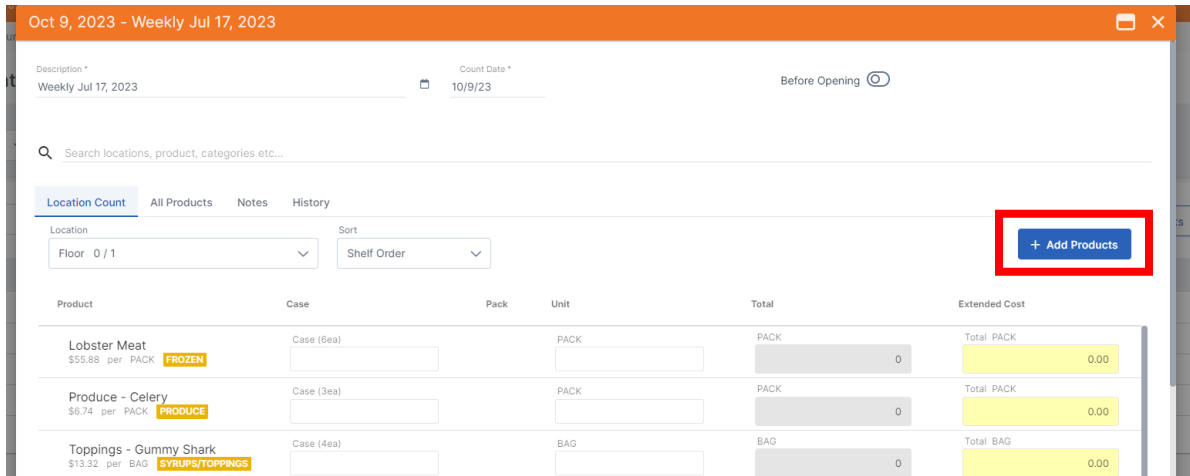 Oct 9, 2023 - Weekly Jul 17, 2023
Description *
Count Date *
Weekly Jul 17, 2023
10/9/23
Before Opening
Search locations, product, categories etc...
Location Count All Products Notes History
Location
Sort
Floor 0 / 1
Shelf Order
+ Add Products
Product Case Pack Unit Total Extended Cost
Case (6ea) PACK PACK Total PACK
Lobster Meat
$55.88 per PACK FROZEN
0 0.00
Case (3ea) PACK PACK Total PACK
Produce - Celery
$6.74 per PACK PRODUCE
0 0.00
Case (4ea) BAG BAG Total BAG
Toppings - Gummy Shark
$13.32 per BAG SYRUPS/TOPPINGS
0 0.00